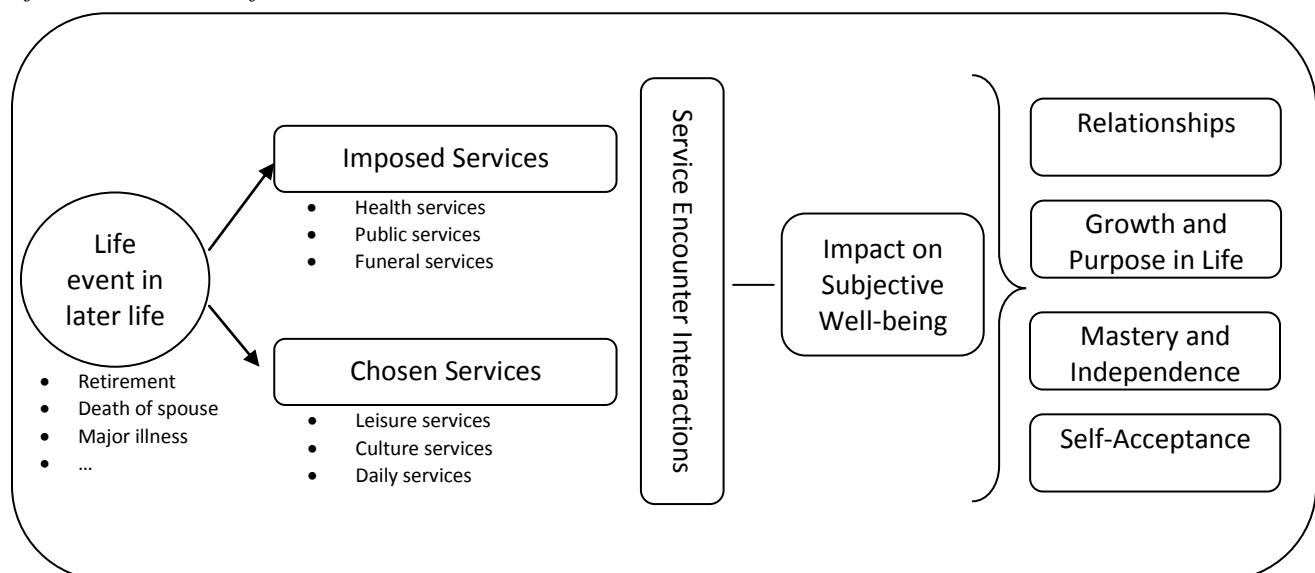 Life
event in
later life
• Retirement
• Death of spouse
• Major illness
• …
Imposed Services
• Health services
• Public services
• Funeral services
Chosen Services
• Leisure services
• Culture services
• Daily services
Service Encounter Interactions
Impact on
Subjective
Well-being
Relationships
Growth and
Purpose in Life
Mastery and
Independence
Self-Acceptance